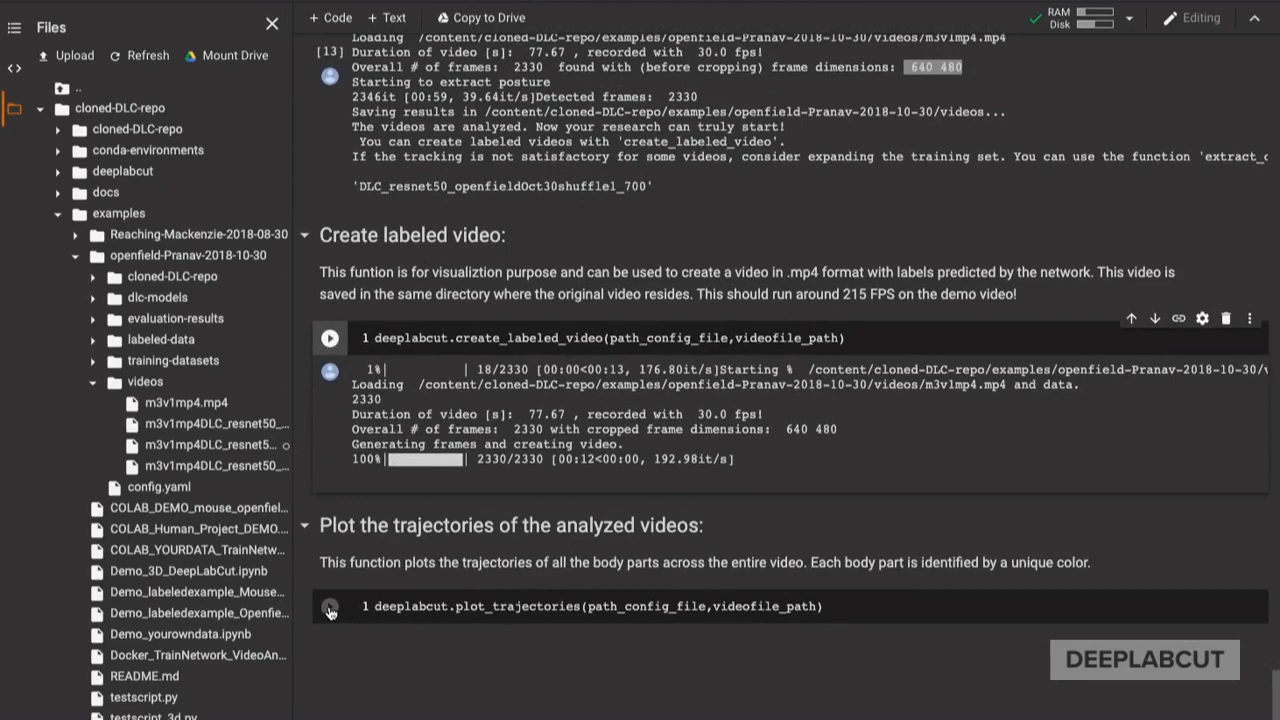 Files
Upload
Refresh
Mount Drive
..
cloned-DLC-repo
cloned-DLC-repo
conda-environments
deeplabcut
docs
examples
Reaching-Mackenzie-2018-08-30
openfield-Pranav-2018-10-30
cloned-DLC-repo
dlc-models
evaluation-results
labeled-data
training-datasets
videos
m3v1mp4.mp4
m3v1mp4DLC_resnet50_...
m3v1mp4DLC_resnet5...
m3v1mp4DLC_resnet50_...
config.yaml
COLAB_DEMO_mouse_openfiel...
COLAB_Human_Project_DEMO....
COLAB_YOURDATA_TrainNetw...
Demo_3D_DeepLabCut.ipynb
Demo_labeledexample_Mouse...
Demo_labeledexample_Openfie...
Demo_yourowndata.ipynb
Docker_TrainNetwork_VideoAn...
README.md
testscript.py
testscript_3d.py
+ Code + Text Copy to Drive
RAM
Disk
Editing
Loading /content/cloned-DLC-repo/examples/openfield-Pranav-2018-10-30/videos/m3v1mp4.mp4
[13] Duration of video [s]: 77.67 , recorded with 30.0 fps!
Overall # of frames: 2330 found with (before cropping) frame dimensions: 640 480
Starting to extract posture
2346it [00:59, 39.64it/s]Detected frames: 2330
Saving results in /content/cloned-DLC-repo/examples/openfield-Pranav-2018-10-30/videos...
The videos are analyzed. Now your research can truly start!
You can create labeled videos with 'create_labeled_video'.
If the tracking is not satisfactory for some videos, consider expanding the training set. You can use the function 'extract_
'DLC_resnet50_openfieldOct30shuffle1_700'
Create labeled video:
This funtion is for visualiztion purpose and can be used to create a video in .mp4 format with labels predicted by the network. This video is
saved in the same directory where the original video resides. This should run around 215 FPS on the demo video!
1 deeplabcut.create_labeled_video(path_config_file,videofile_path)
1%| | 18/2330 [00:00<00:13, 176.80it/s]Starting % /content/cloned-DLC-repo/examples/openfield-Pranav-2018-10-30/v
Loading /content/cloned-DLC-repo/examples/openfield-Pranav-2018-10-30/videos/m3v1mp4.mp4 and data.
2330
Duration of video [s]: 77.67 , recorded with 30.0 fps!
Overall # of frames: 2330 with cropped frame dimensions: 640 480
Generating frames and creating video.
100%| | 2330/2330 [00:12<00:00, 192.98it/s]
Plot the trajectories of the analyzed videos:
This function plots the trajectories of all the body parts across the entire video. Each body part is identified by a unique color.
1 deeplabcut.plot_trajectories(path_config_file,videofile_path)
DEEPLABCUT